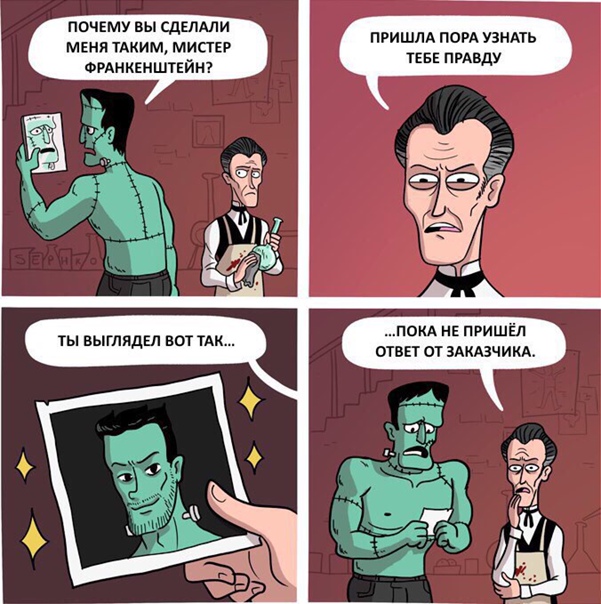 ПОЧЕМУ ВЫ СДЕЛАЛИ
МЕНЯ ТАКИМ, МИСТЕР
ФРАНКЕНШТЕЙН?
ПРИШЛА ПОРА УЗНАТЬ
ТЕБЕ ПРАВДУ
ТЫ ВЫГЛЯДЕЛ ВОТ ТАК...
...ПОКА НЕ ПРИШЁЛ
ОТВЕТ ОТ ЗАКАЗЧИКА.